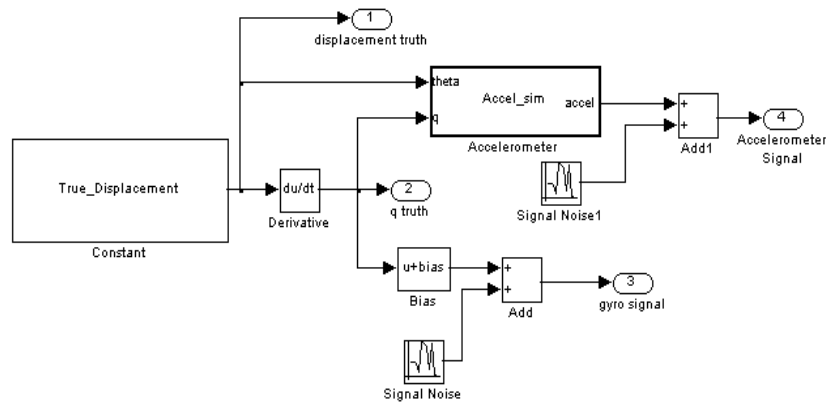 1
displacement truth
theta
Accel_sim
accel
q
Accelerometer
+
+
Add1
4
Accelerometer
Signal
Signal Noise1
True_Displacement
Constant
du/dt
Derivative
2
q truth
u+bias
Bias
+
+
Add
3
gyro signal
Signal Noise